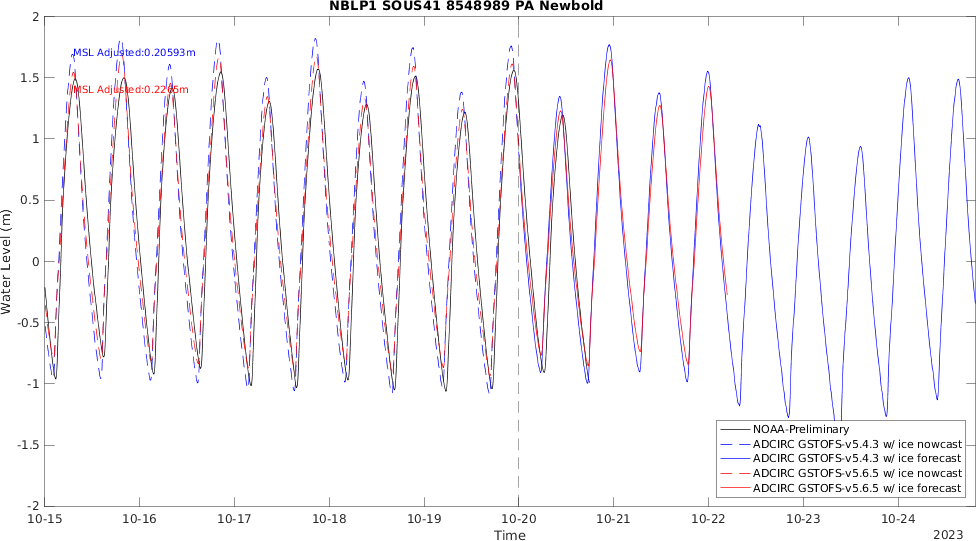 NBLP1 SOUS41 8548989 PA Newbold
MSL Adjusted:0.20593m
MSL Adjusted:0.2265m
Water Level (m)
2
1.5
1
0.5
0
-0.5
-1
-1.5
-2
NOAA-Preliminary
ADCIRC GSTOFS-v5.4.3 w/ ice nowcast
ADCIRC GSTOFS-v5.4.3 w/ ice forecast
ADCIRC GSTOFS-v5.6.5 w/ ice nowcast
ADCIRC GSTOFS-v5.6.5 w/ ice forecast
10-15 10-16 10-17 10-18 10-19 10-20 10-21 10-22 10-23 10-24
Time
2023